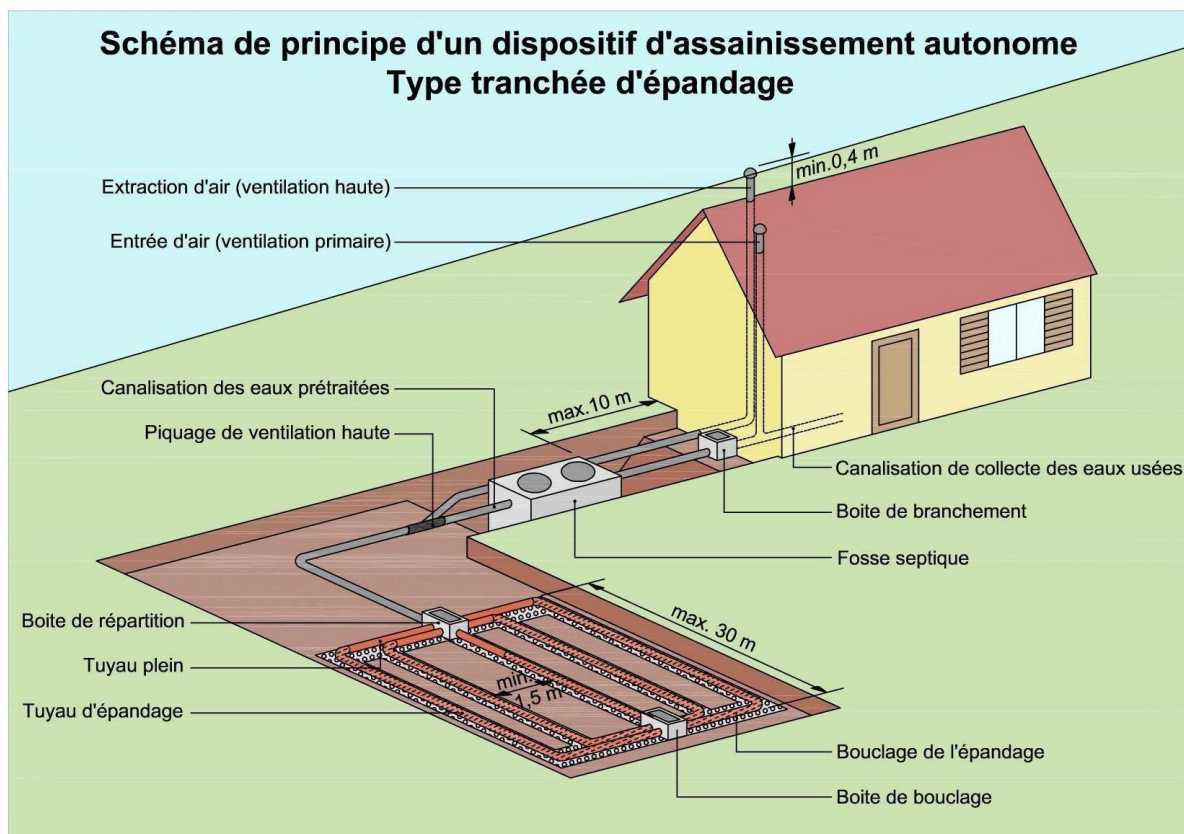 Schéma de principe d'un dispositif d'assainissement autonome
Type tranchée d'épandage
min.0,4 m
Extraction d'air (ventilation haute)
Entrée d'air (ventilation primaire)
Canalisation des eaux prétraitées
max.10 m
Piquage de ventilation haute
Canalisation de collecte des eaux usées
Boite de branchement
Fosse septique
Boite de répartition
max. 30 m
Tuyau plein
min.
1,5 m
Tuyau d'épandage
Bouclage de l'épandage
Boite de bouclage